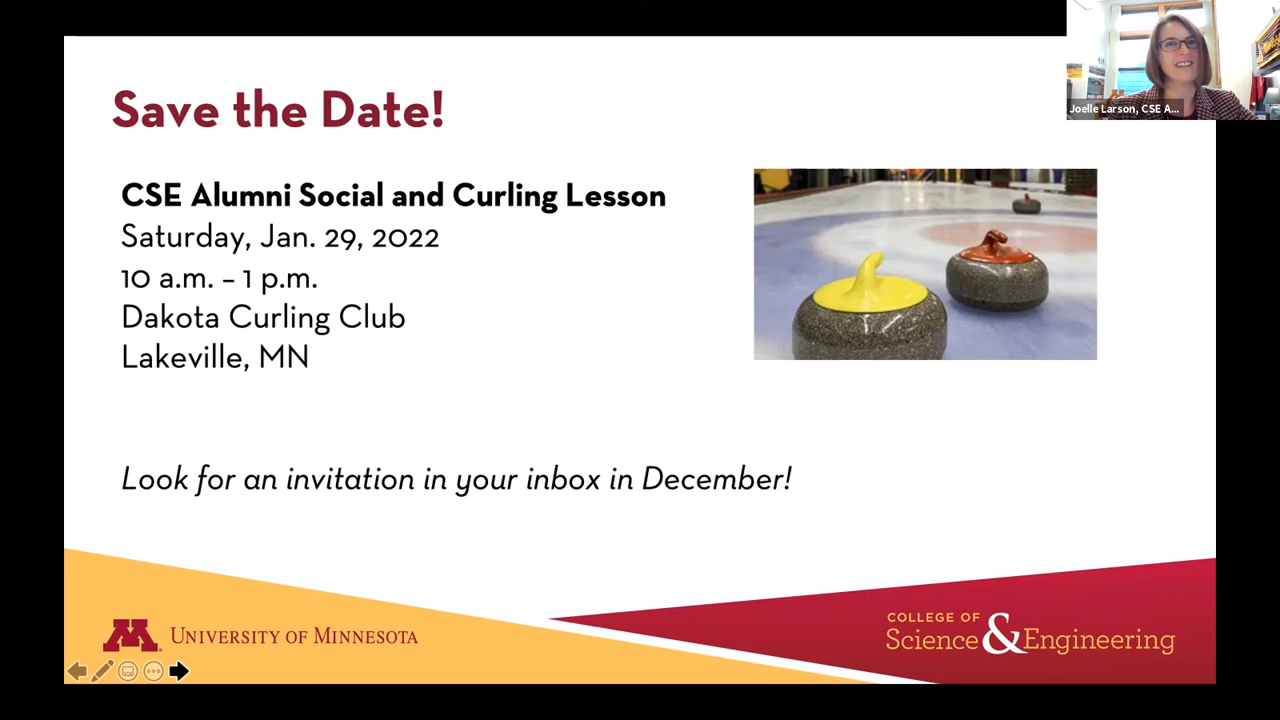 Save the Date!
Joelle Larson, CSE A...
CSE Alumni Social and Curling Lesson
Saturday, Jan. 29, 2022
10 a.m. – 1 p.m.
Dakota Curling Club
Lakeville, MN
Look for an invitation in your inbox in December!
M
UNIVERSITY OF MINNESOTA
COLLEGE OF
Science & Engineering